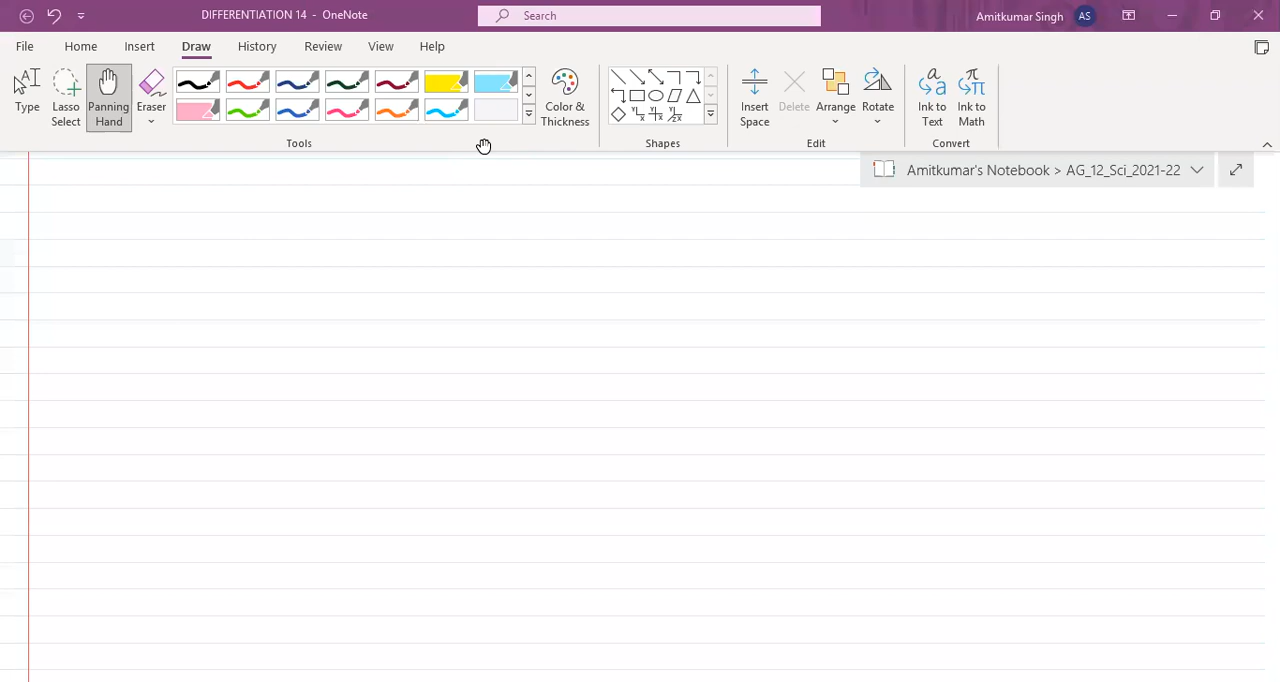 DIFFERENTIATION 14 - OneNote
Search
Amitkumar Singh
AS
File
Home
Insert
Draw
History
Review
View
Help
Type
Lasso Select
Panning Hand
Eraser
Color & Thickness
Insert Space
Delete
Arrange
Rotate
Ink to Text
Ink to Math
Tools
Shapes
Edit
Convert
Amitkumar's Notebook > AG_12_Sci_2021-22